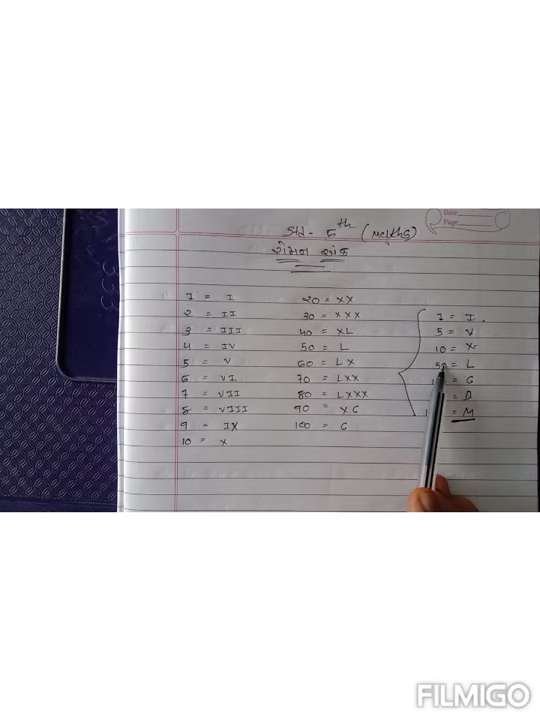 Date
Page
Std - 5th (Maths)
રોમન અંક
1 = I
2 = II
3 = III
4 = IV
5 = V
6 = VI
7 = VII
8 = VIII
9 = IX
10 = X
20 = XX
30 = XXX
40 = XL
50 = L
60 = LX
70 = LXX
80 = LXXX
90 = XC
100 = C
1 = I
5 = V
10 = X
50 = L
= C
= D
= M
FILMIGO